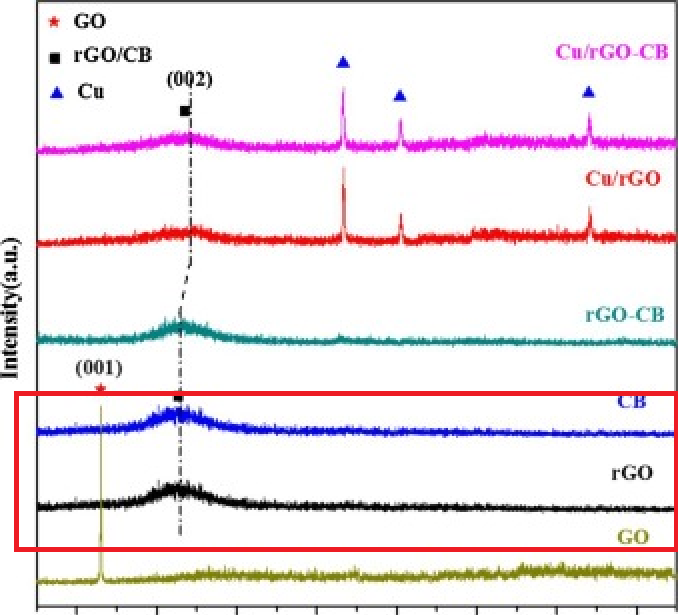 GO
rGO/CB
Cu
(002)
Cu/rGO-CB
Cu/rGO
rGO-CB
Intensity(a.u.)
(001)
CB
rGO
GO